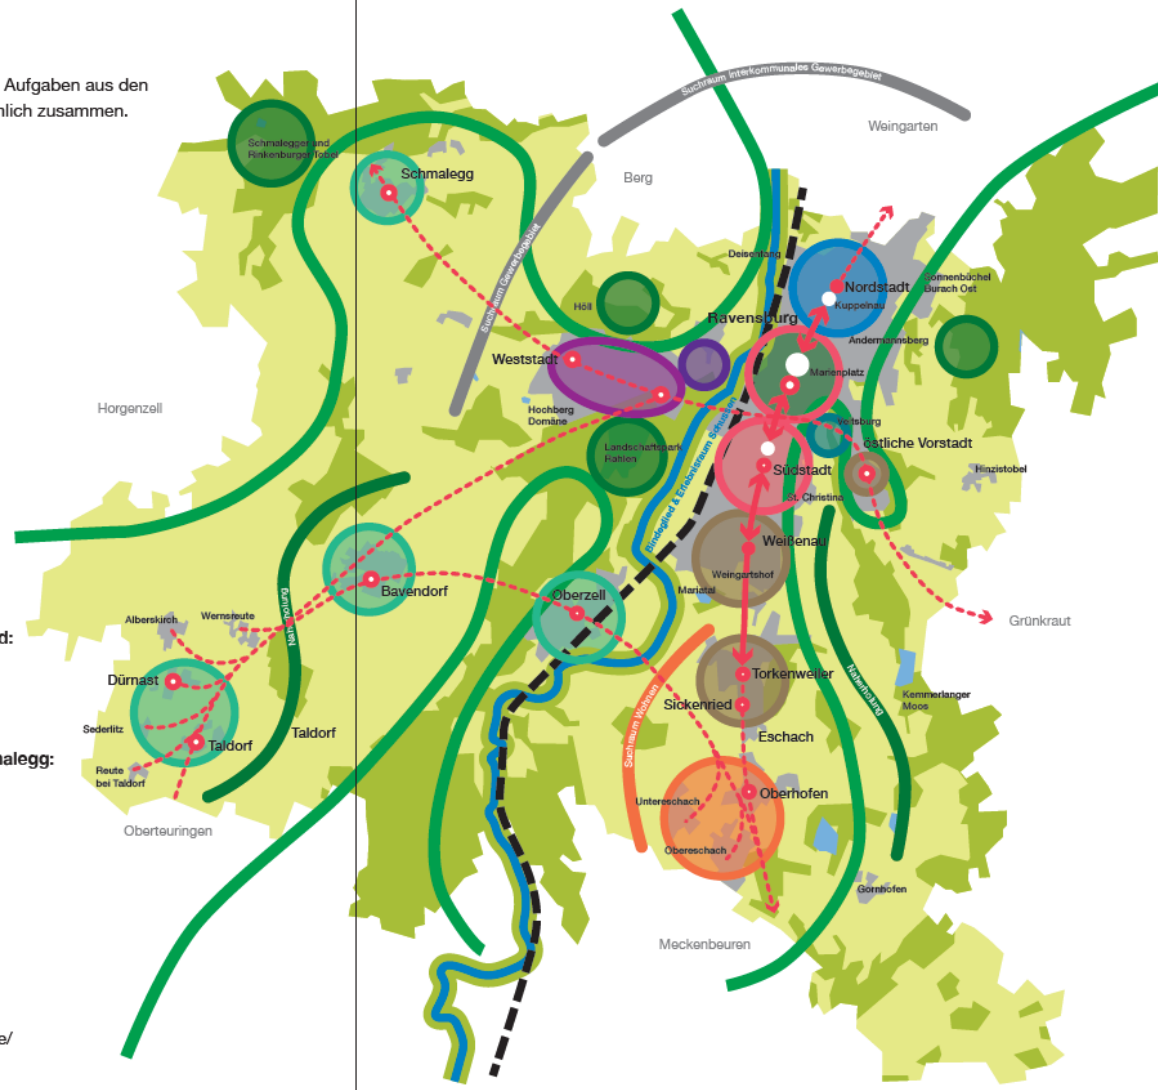 Aufgaben aus den
nlich zusammen.
Suchraum Interkommunales Gewerbegebiet
Weingarten
Schmalegger und
Rinkenburger Tobel
Schmalegg
Berg
Suchraum Gewerbegebiet
Deisenfang
Sonnenbüchel
Burach Ost
Nordstadt
Kuppelnau
Höll
Ravensburg
Andermannsberg
Weststadt
Marienplatz
Horgenzell
Hochberg
Domäne
Veitsburg
östliche Vorstadt
Landschaftspark
Rahlen
Südstadt
Hinzistobel
Bindeglied & Erlebnisraum Schussen
St. Christina
Weißenau
Weingartshof
Bavendorf
Mariatal
Oberzell
Naherholung
Alberskirch
Wernsreute
Grünkraut
d:
Dürnast
Torkenweiler
Naherholung
Kemmerlanger
Moos
Sickenried
Sederlitz
Taldorf
Taldorf
Suchraum Wohnen
Eschach
nalegg:
Reute
bei Taldorf
Oberhofen
Untereschach
Oberteuringen
Obereschach
Gornhofen
Meckenbeuren
e/